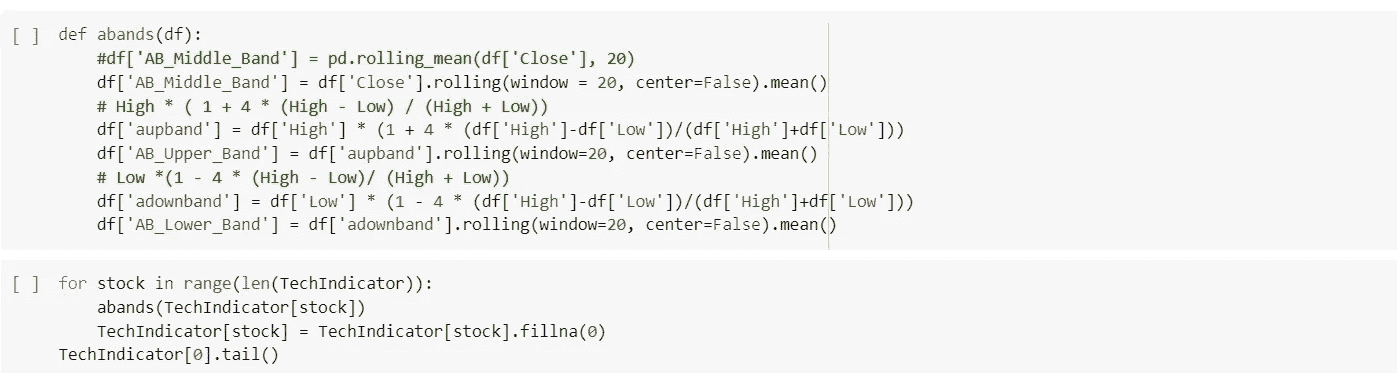 [ ] def abands(df):
#df['AB_Middle_Band'] = pd.rolling_mean(df['Close'], 20)
df['AB_Middle_Band'] = df['Close'].rolling(window = 20, center=False).mean()
# High * ( 1 + 4 * (High - Low) / (High + Low))
df['aupband'] = df['High'] * (1 + 4 * (df['High']-df['Low'])/(df['High']+df['Low']))
df['AB_Upper_Band'] = df['aupband'].rolling(window=20, center=False).mean()
# Low *(1 - 4 * (High - Low)/ (High + Low))
df['adownband'] = df['Low'] * (1 - 4 * (df['High']-df['Low'])/(df['High']+df['Low']))
df['AB_Lower_Band'] = df['adownband'].rolling(window=20, center=False).mean()
[ ] for stock in range(len(TechIndicator)):
abands(TechIndicator[stock])
TechIndicator[stock] = TechIndicator[stock].fillna(0)
TechIndicator[0].tail()